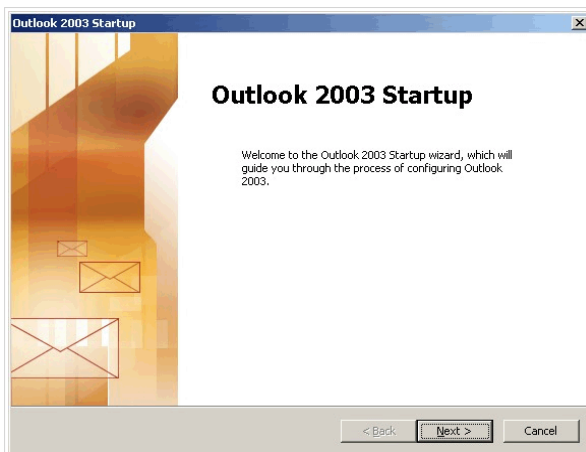 Outlook 2003 Startup
Outlook 2003 Startup
Welcome to the Outlook 2003 Startup wizard, which will
guide you through the process of configuring Outlook
2003.
< Back
Next >
Cancel